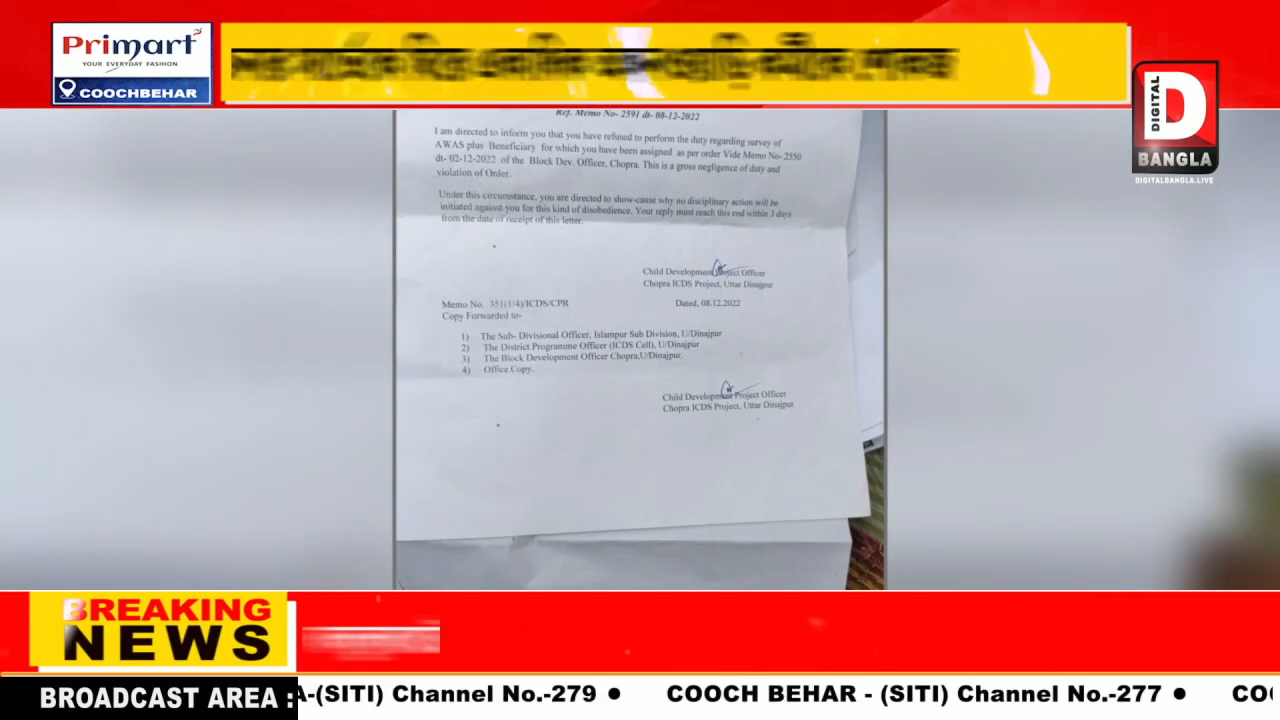 Primart
YOUR EVERYDAY FASHION
COOCHBEHAR
DIGITAL
D
BANGLA
DIGITALBANGLA.LIVE
Ref. Memo No- 2591 dt- 08-12-2022
I am directed to inform you that you have refused to perform the duty regarding survey of
AWAS plus Beneficiary for which you have been assigned as per order Vide Memo No- 2550
dt- 02-12-2022 of the Block Dev. Officer, Chopra. This is a gross negligence of duty and
violation of Order.
Under this circumstance, you are directed to show-cause why no disciplinary action will be
initiated against you for this kind of disobedience. Your reply must reach this end within 3 days
from the date of receipt of this letter.
Child Development Project Officer
Chopra ICDS Project, Uttar Dinajpur
Memo No. 351(1/4)/ICDS/CPR
Dated, 08.12.2022
Copy Forwarded to-
1) The Sub- Divisional Officer, Islampur Sub Division, U/Dinajpur
2) The District Programme Officer (ICDS Cell), U/Dinajpur
3) The Block Development Officer Chopra,U/Dinajpur.
4) Office Copy.
Child Development Project Officer
Chopra ICDS Project, Uttar Dinajpur
BREAKING
NEWS
BROADCAST AREA : A-(SITI) Channel No.-279 ● COOCH BEHAR - (SITI) Channel No.-277 ● COO